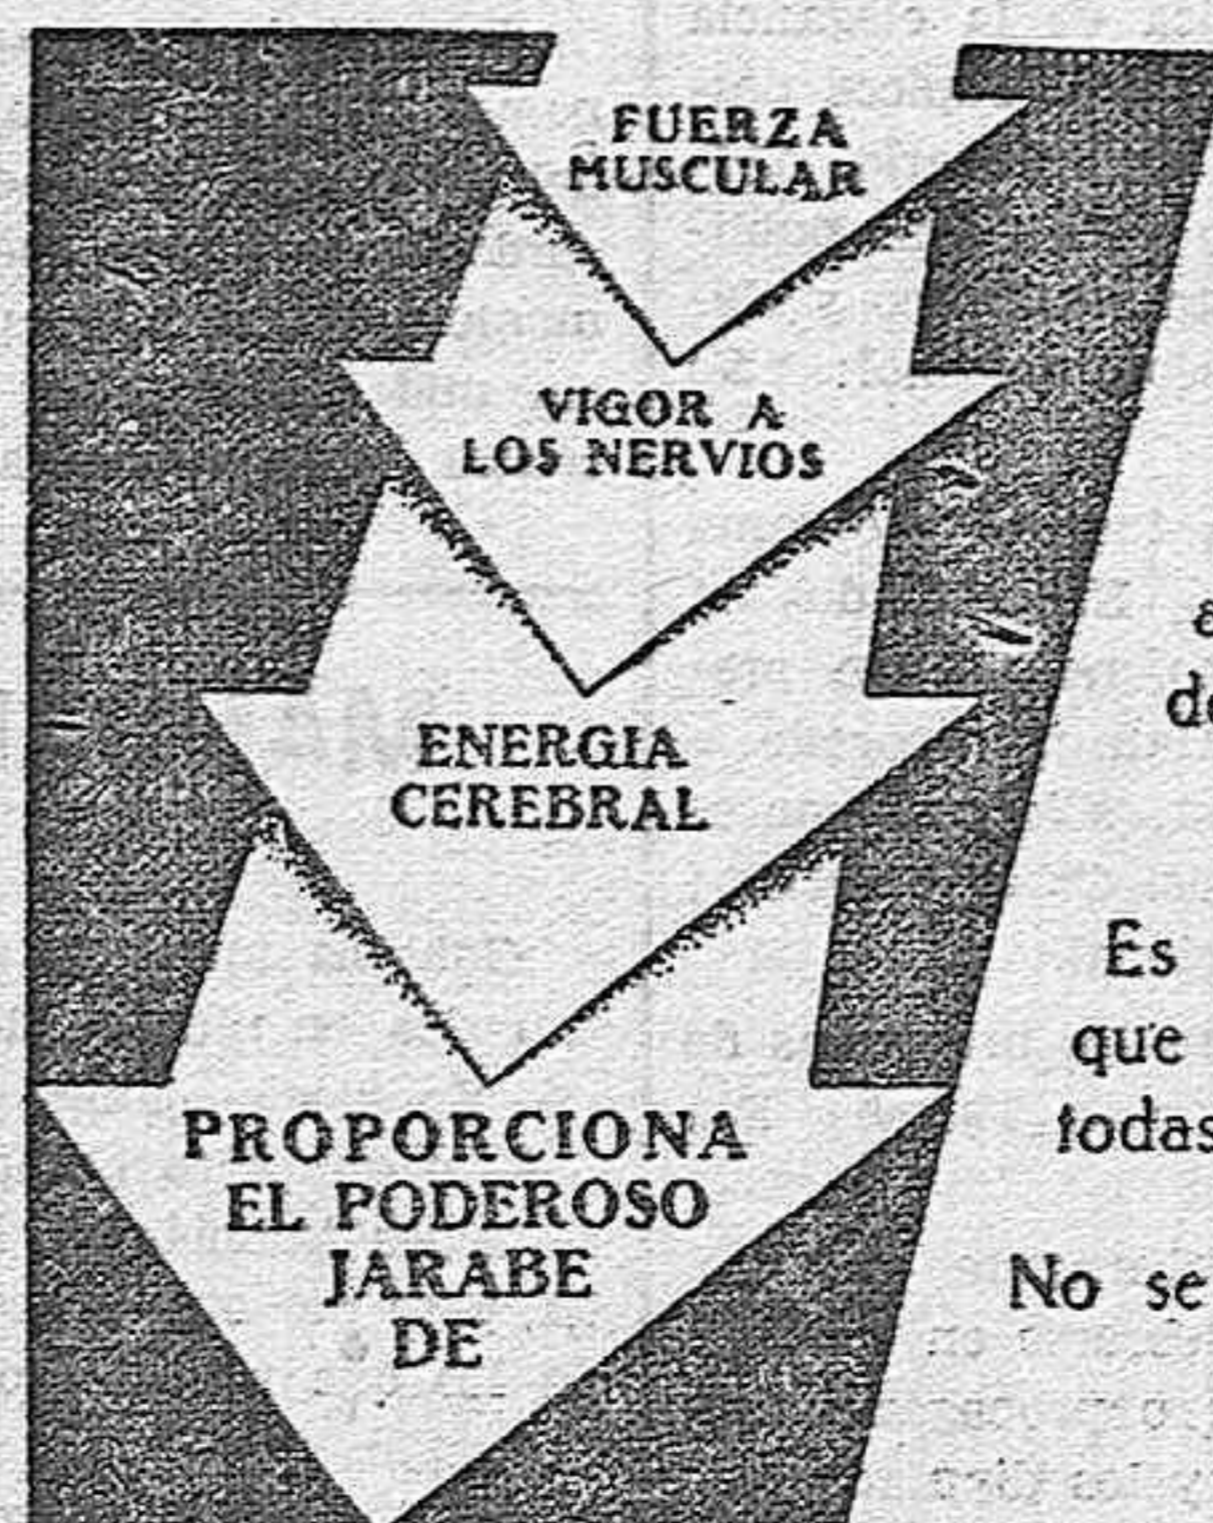 FUERZA
MUSCULAR
VIGOR A
LOS NERVIOS
ENERGIA
CEREBRAL
PROPORCIONA
EL PODEROSO
JARABE
DE
Es
que
todas
No se